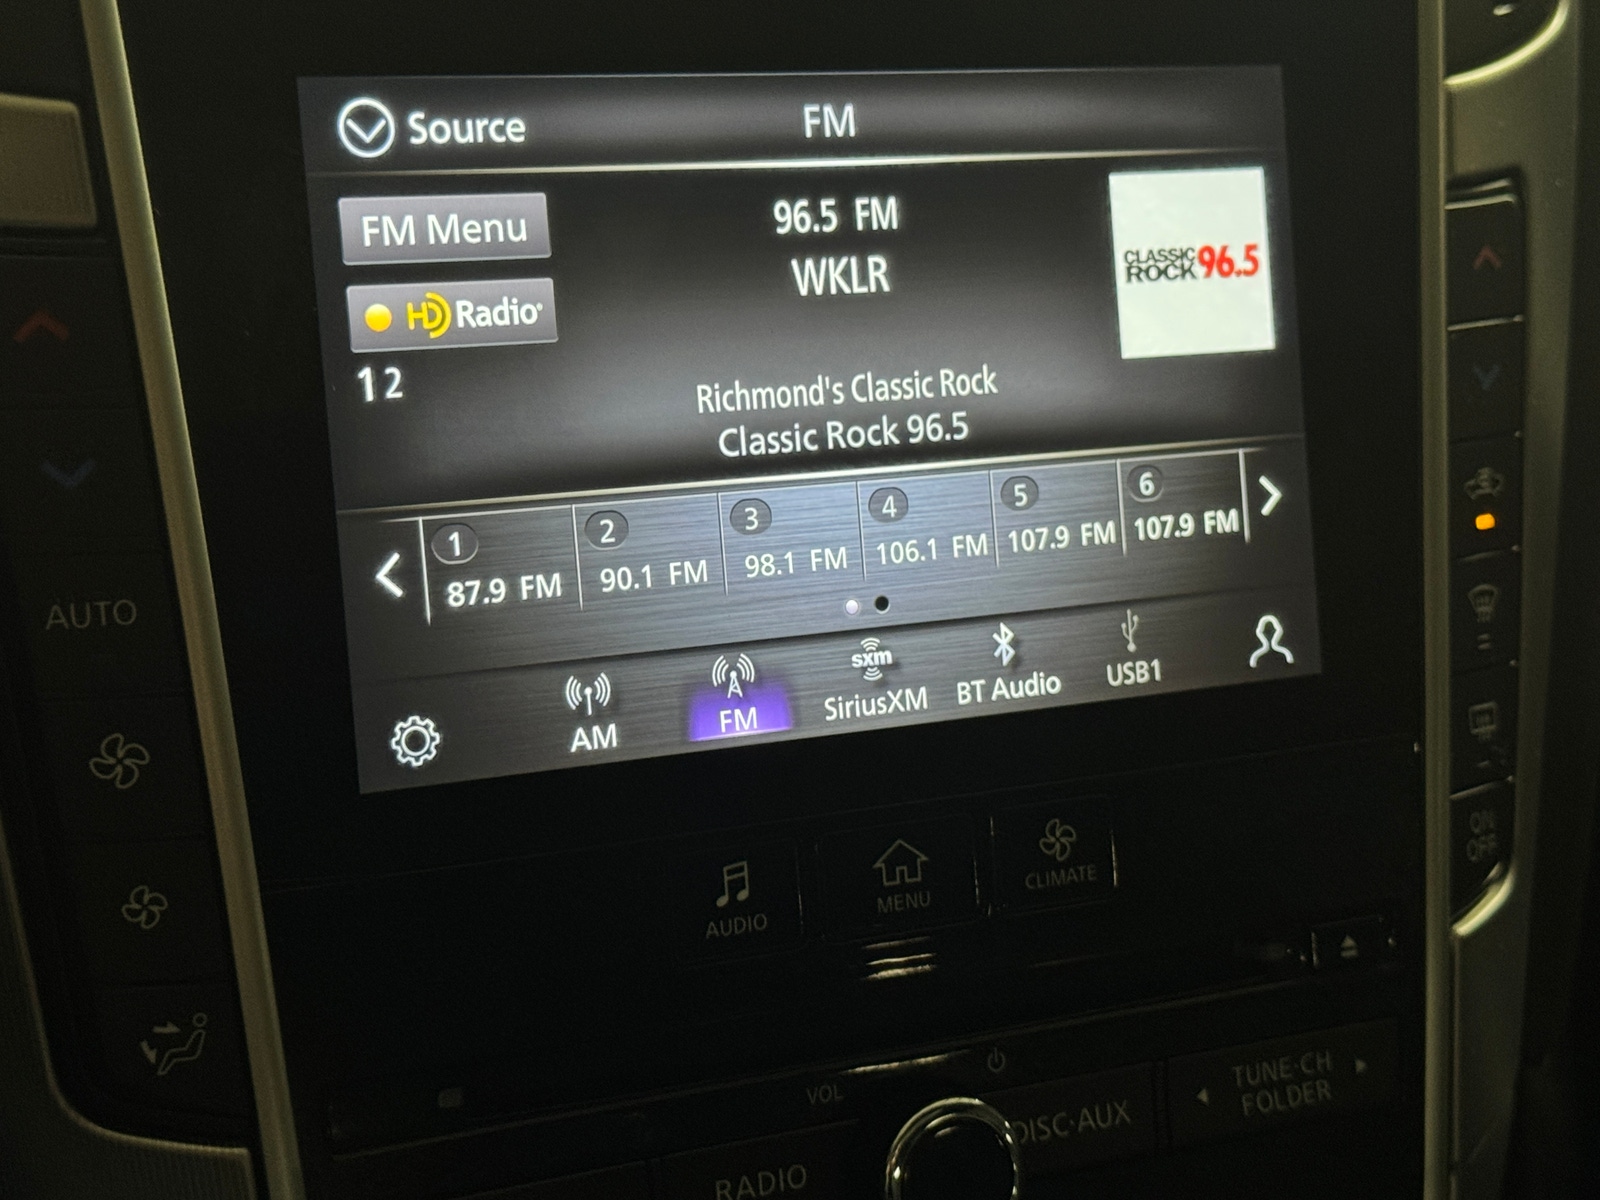 Source
FM
FM Menu
96.5 FM
WKLR
CLASSIC
ROCK 96.5
HD Radio
1 2
Richmond's Classic Rock
Classic Rock 96.5
1
87.9 FM
2
90.1 FM
3
98.1 FM
4
106.1 FM
5
107.9 FM
6
107.9 FM
AM
FM
sxm
SiriusXM
BT Audio
USB1
AUTO
AUDIO
MENU
CLIMATE
ON
OFF
VOL
TUNE·CH
FOLDER
DISC·AUX
RADIO